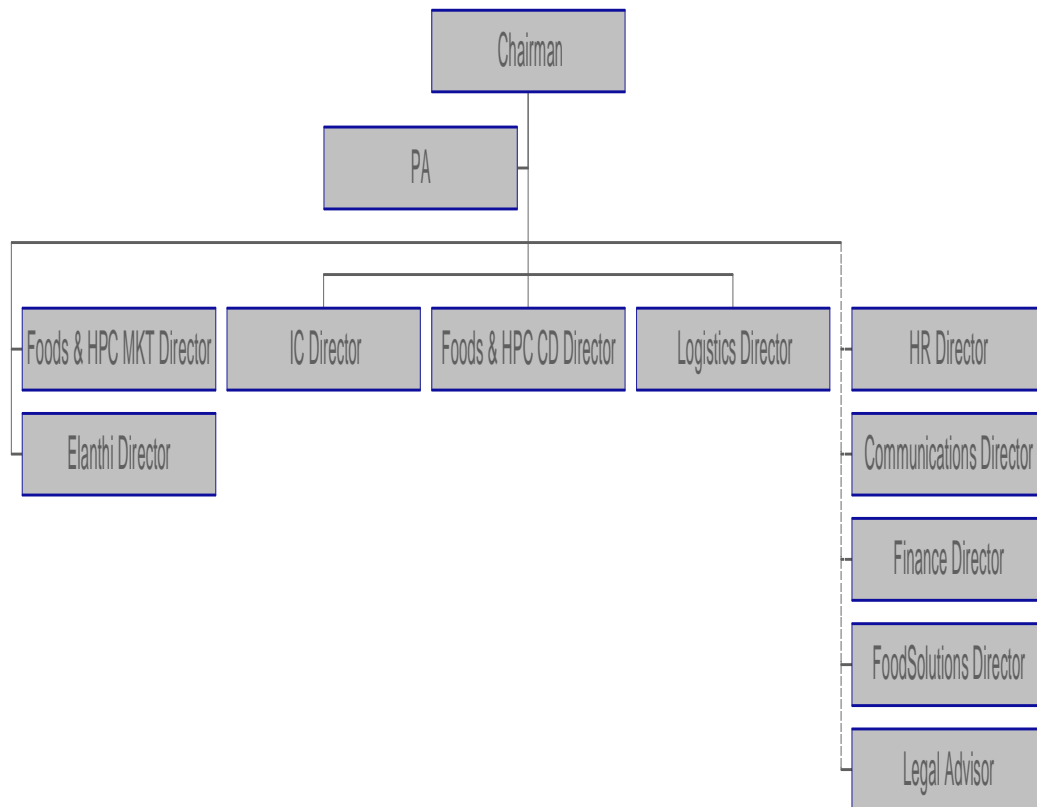 Chairman
PA
Foods & HPC MKT Director
IC Director
Foods & HPC CD Director
Logistics Director
HR Director
Elanthi Director
Communications Director
Finance Director
FoodSolutions Director
Legal Advisor